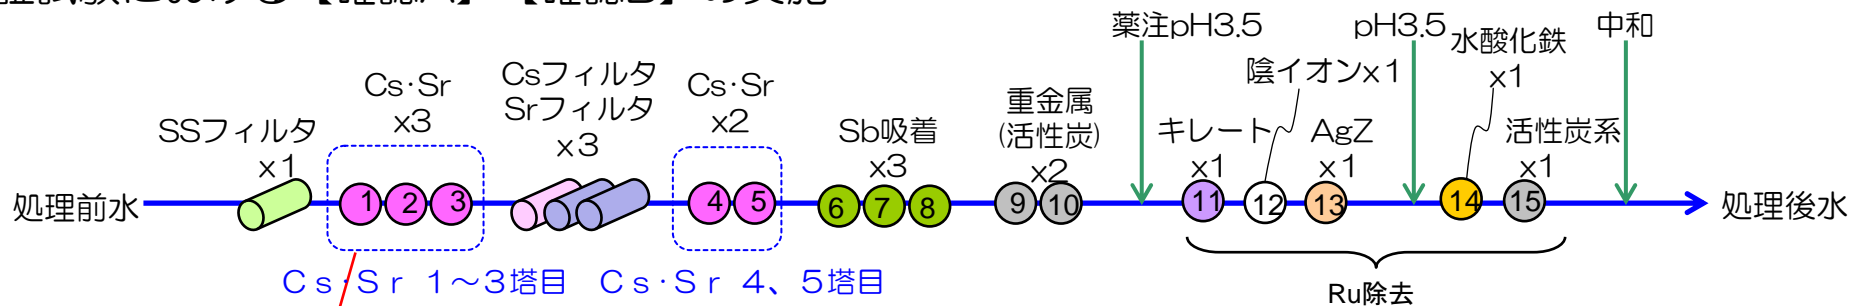 薬注pH3.5
pH3.5
水酸化鉄
x1
中和
Cs·Sr
x3
Csフィルタ
Srフィルタ
x3
Cs·Sr
x2
陰イオンx1
重金属
(活性炭)
x2
SSフィルタ
x1
Sb吸着
x3
キレート
x1
AgZ
x1
活性炭系
x1
処理前水
1 2 3
4 5
6 7 8
9 10
11 12 13
14 15
処理後水
Cs·Sr 1～3塔目
Cs·Sr 4、5塔目
Ru除去